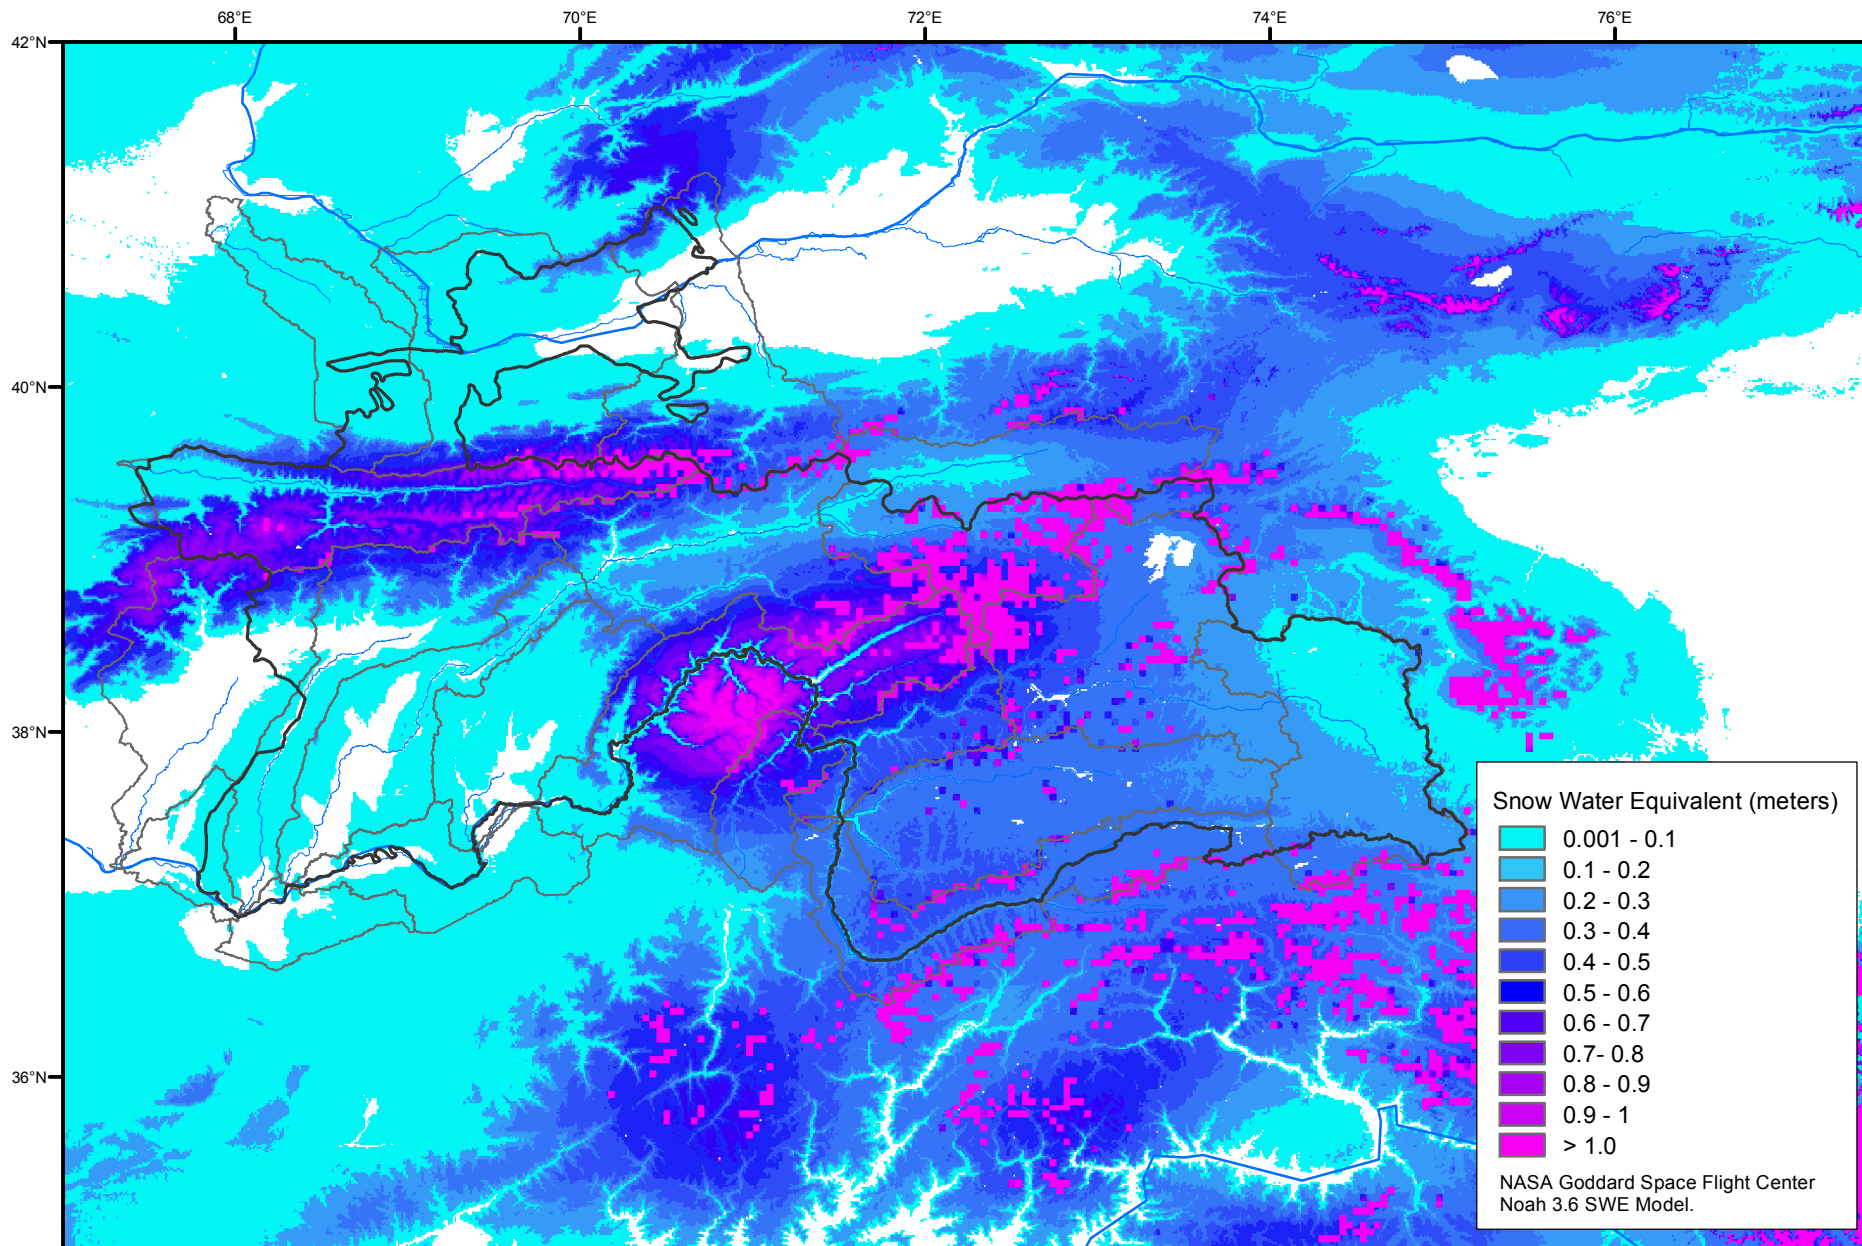 68°E 70°E 72°E 74°E 76°E
42°N
40°N
38°N
36°N
Snow Water Equivalent (meters)
0.001 - 0.1
0.1 - 0.2
0.2 - 0.3
0.3 - 0.4
0.4 - 0.5
0.5 - 0.6
0.6 - 0.7
0.7- 0.8
0.8 - 0.9
0.9 - 1
> 1.0
NASA Goddard Space Flight Center
Noah 3.6 SWE Model.